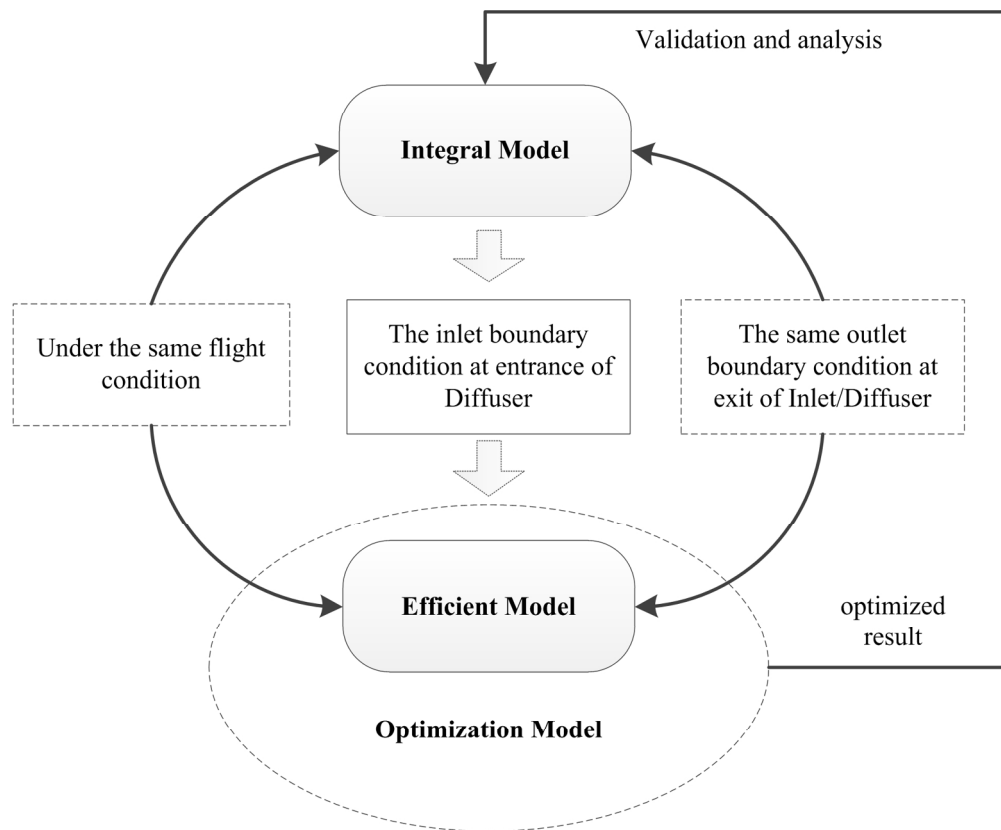 Validation and analysis
Integral Model
Under the same flight
condition
The inlet boundary
condition at entrance of
Diffuser
The same outlet
boundary condition at
exit of Inlet/Diffuser
Efficient Model
optimized
result
Optimization Model